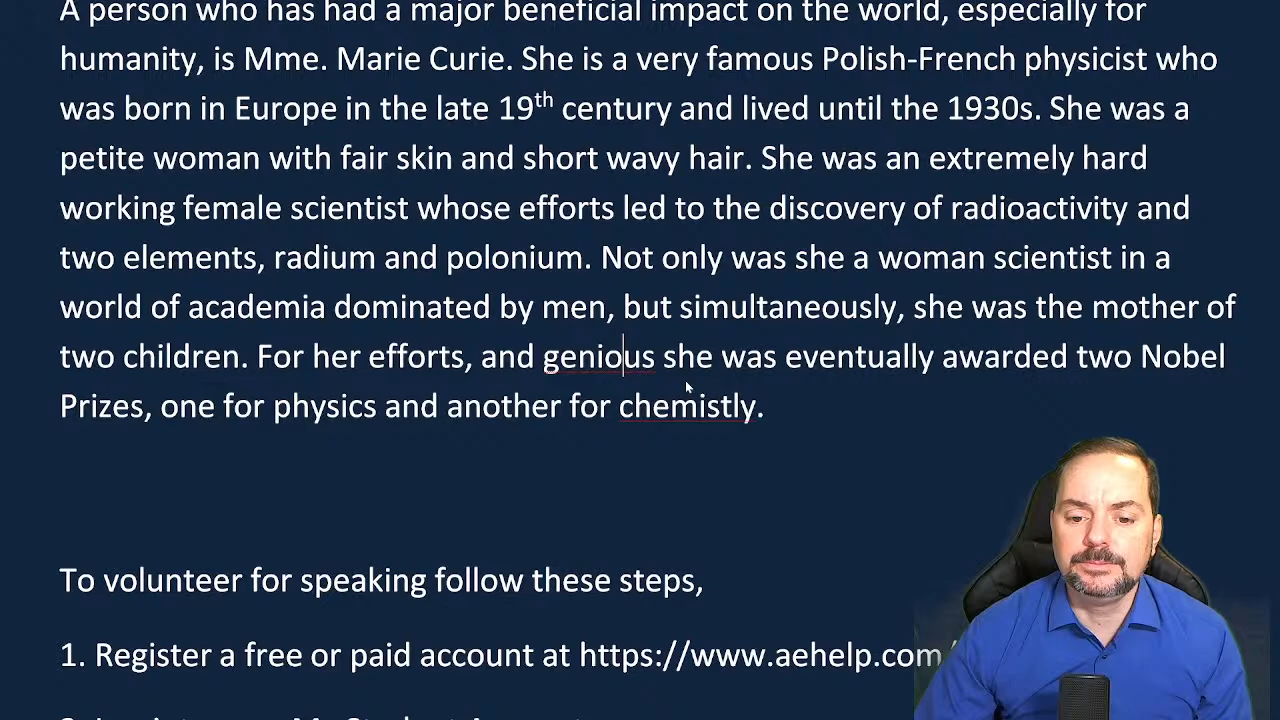 A person who has had a major beneficial impact on the world, especially for
humanity, is Mme. Marie Curie. She is a very famous Polish-French physicist who
was born in Europe in the late 19th century and lived until the 1930s. She was a
petite woman with fair skin and short wavy hair. She was an extremely hard
working female scientist whose efforts led to the discovery of radioactivity and
two elements, radium and polonium. Not only was she a woman scientist in a
world of academia dominated by men, but simultaneously, she was the mother of
two children. For her efforts, and genious she was eventually awarded two Nobel
Prizes, one for physics and another for chemistly.
To volunteer for speaking follow these steps,
1. Register a free or paid account at https://www.aehelp.com